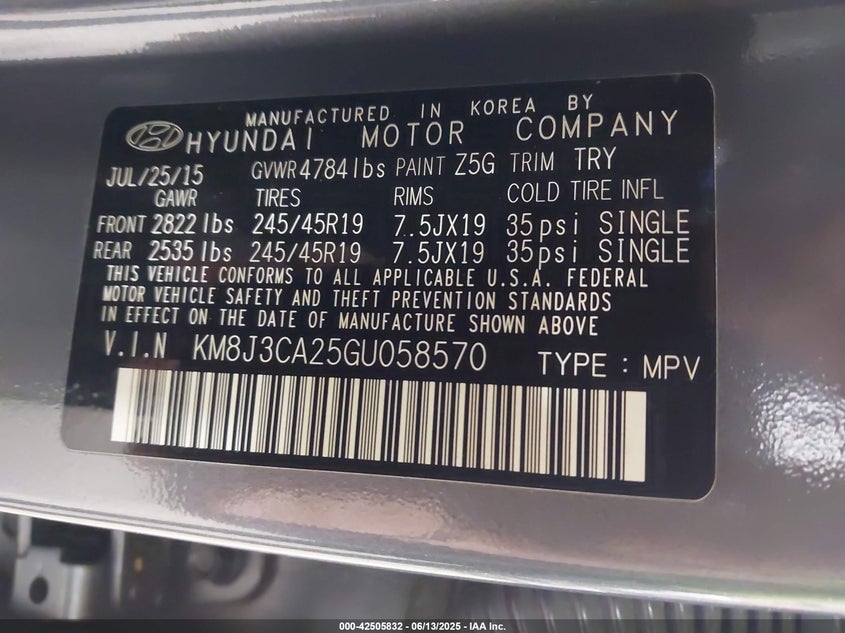 MANUFACTURED IN KOREA BY
HYUNDAI MOTOR COMPANY
JUL/25/15 GVWR 4784 lbs PAINT Z5G TRIM TRY
GAWR TIRES RIMS COLD TIRE INFL
FRONT 2822 lbs 245/45R19 7.5JX19 35psi SINGLE
REAR 2535 lbs 245/45R19 7.5JX19 35psi SINGLE
THIS VEHICLE CONFORMS TO ALL APPLICABLE U.S.A. FEDERAL
MOTOR VEHICLE SAFETY AND THEFT PREVENTION STANDARDS
IN EFFECT ON THE DATE OF MANUFACTURE SHOWN ABOVE
V.I.N KM8J3CA25GU058570 TYPE : MPV
000-42505832 - 06/13/2025 - IAA Inc.